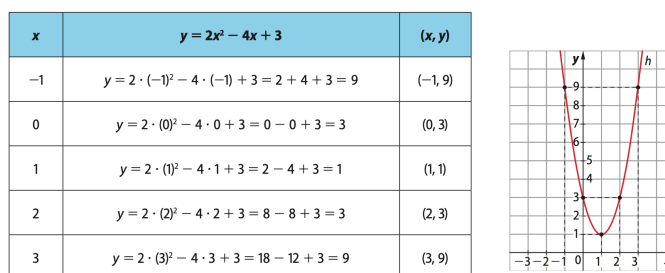 x y = 2x² – 4x + 3 (x, y)
–1 y = 2 · (–1)² – 4 · (–1) + 3 = 2 + 4 + 3 = 9 (–1, 9)
0 y = 2 · (0)² – 4 · 0 + 3 = 0 – 0 + 3 = 3 (0, 3)
1 y = 2 · (1)² – 4 · 1 + 3 = 2 – 4 + 3 = 1 (1, 1)
2 y = 2 · (2)² – 4 · 2 + 3 = 8 – 8 + 3 = 3 (2, 3)
3 y = 2 · (3)² – 4 · 3 + 3 = 18 – 12 + 3 = 9 (3, 9)
y h
9
8
7
6
5
4
3
2
1
–3 –2 –1 0 1 2 3